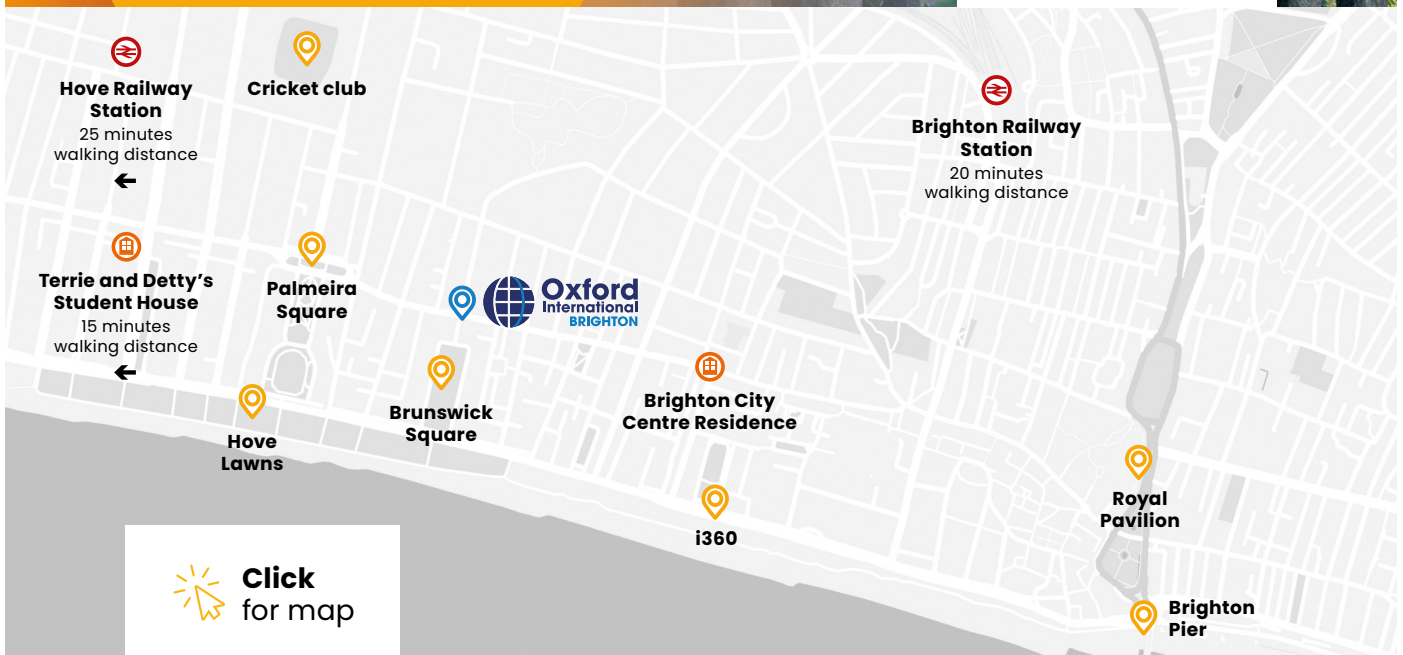 Hove Railway
Station
25 minutes
walking distance
Cricket club
Brighton Railway
Station
20 minutes
walking distance
Terrie and Detty’s
Student House
15 minutes
walking distance
Palmeira
Square
Oxford
International
BRIGHTON
Brunswick
Square
Brighton City
Centre Residence
Hove
Lawns
Royal
Pavilion
i360
Click
for map
Brighton
Pier